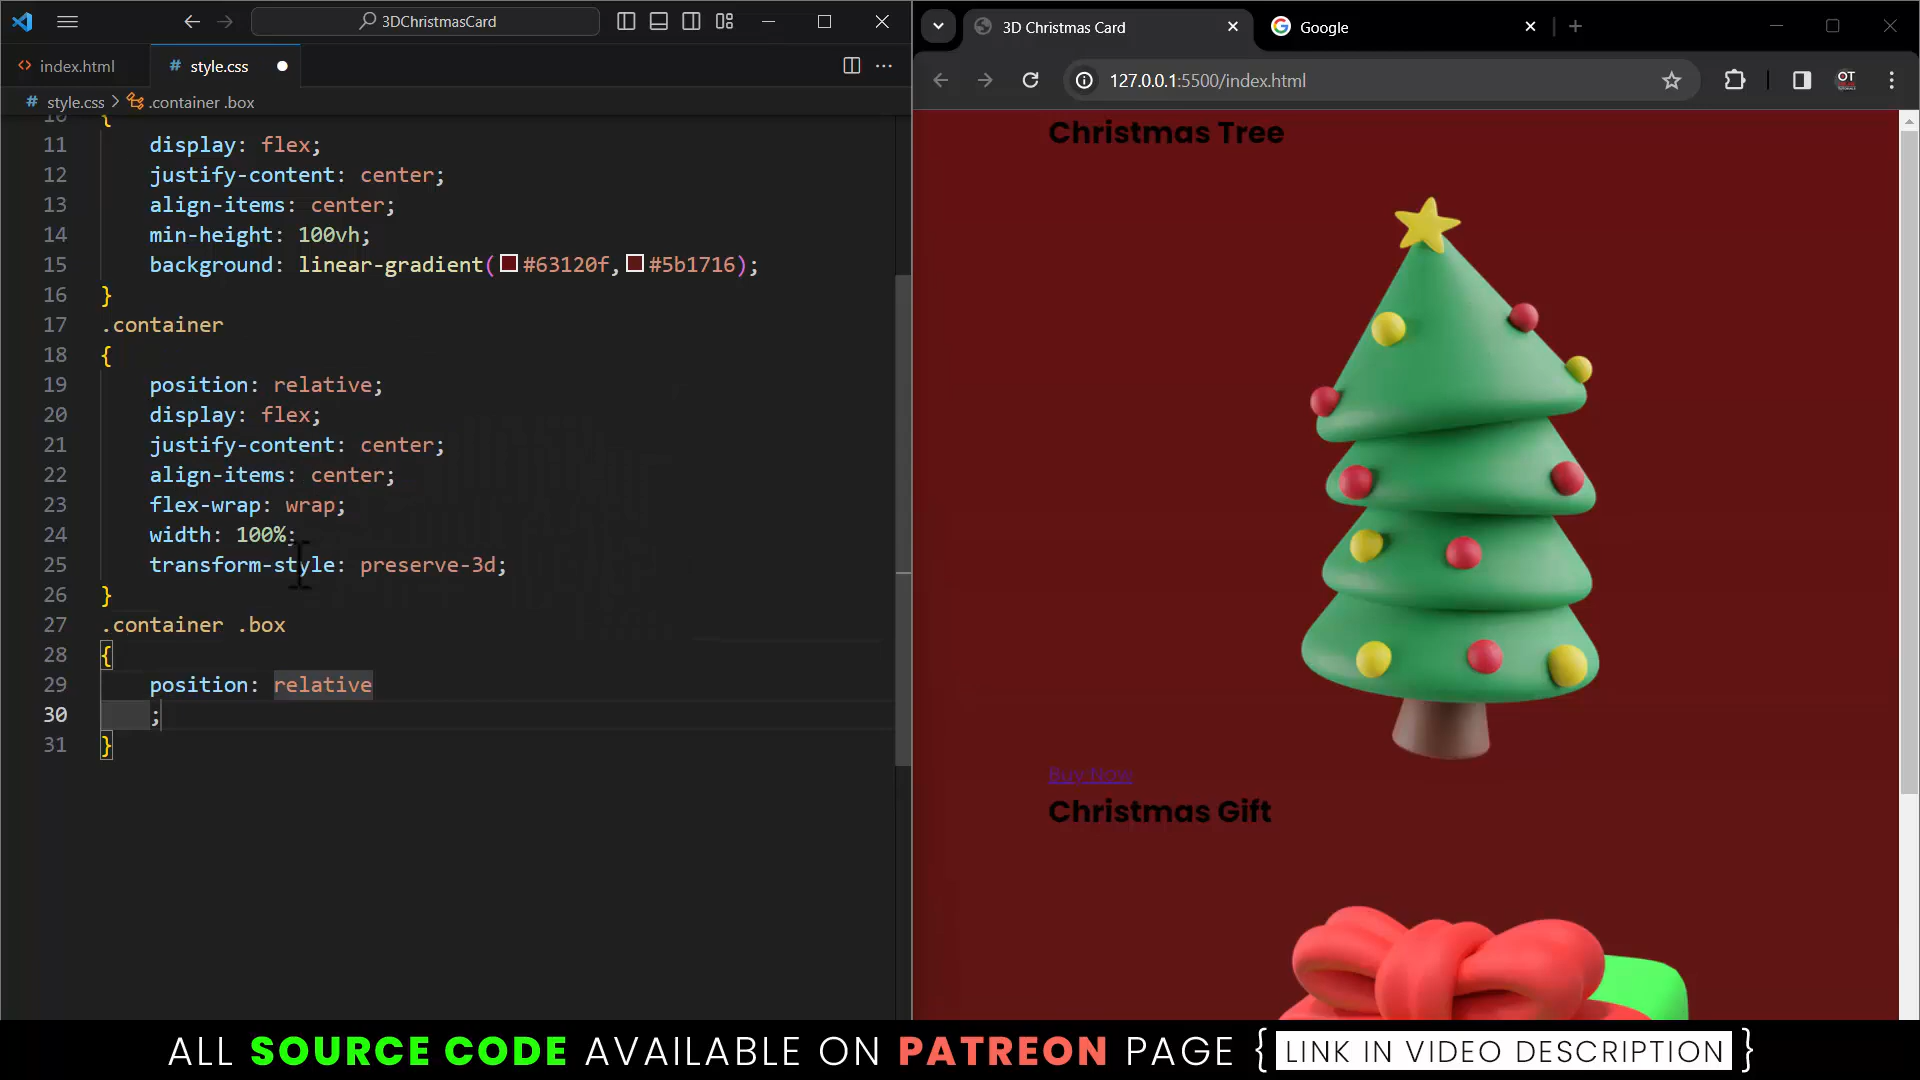 3DChristmasCard
index.html
# style.css
# style.css > .container .box
10 {
11 display: flex;
12 justify-content: center;
13 align-items: center;
14 min-height: 100vh;
15 background: linear-gradient(#63120f,#5b1716);
16 }
17 .container
18 {
19 position: relative;
20 display: flex;
21 justify-content: center;
22 align-items: center;
23 flex-wrap: wrap;
24 width: 100%;
25 transform-style: preserve-3d;
26 }
27 .container .box
28 {
29 position: relative
30 ;
31 }
3D Christmas Card
Google
127.0.0.1:5500/index.html
OT
Christmas Tree
Buy Now
Christmas Gift
ALL SOURCE CODE AVAILABLE ON PATREON PAGE { LINK IN VIDEO DESCRIPTION }